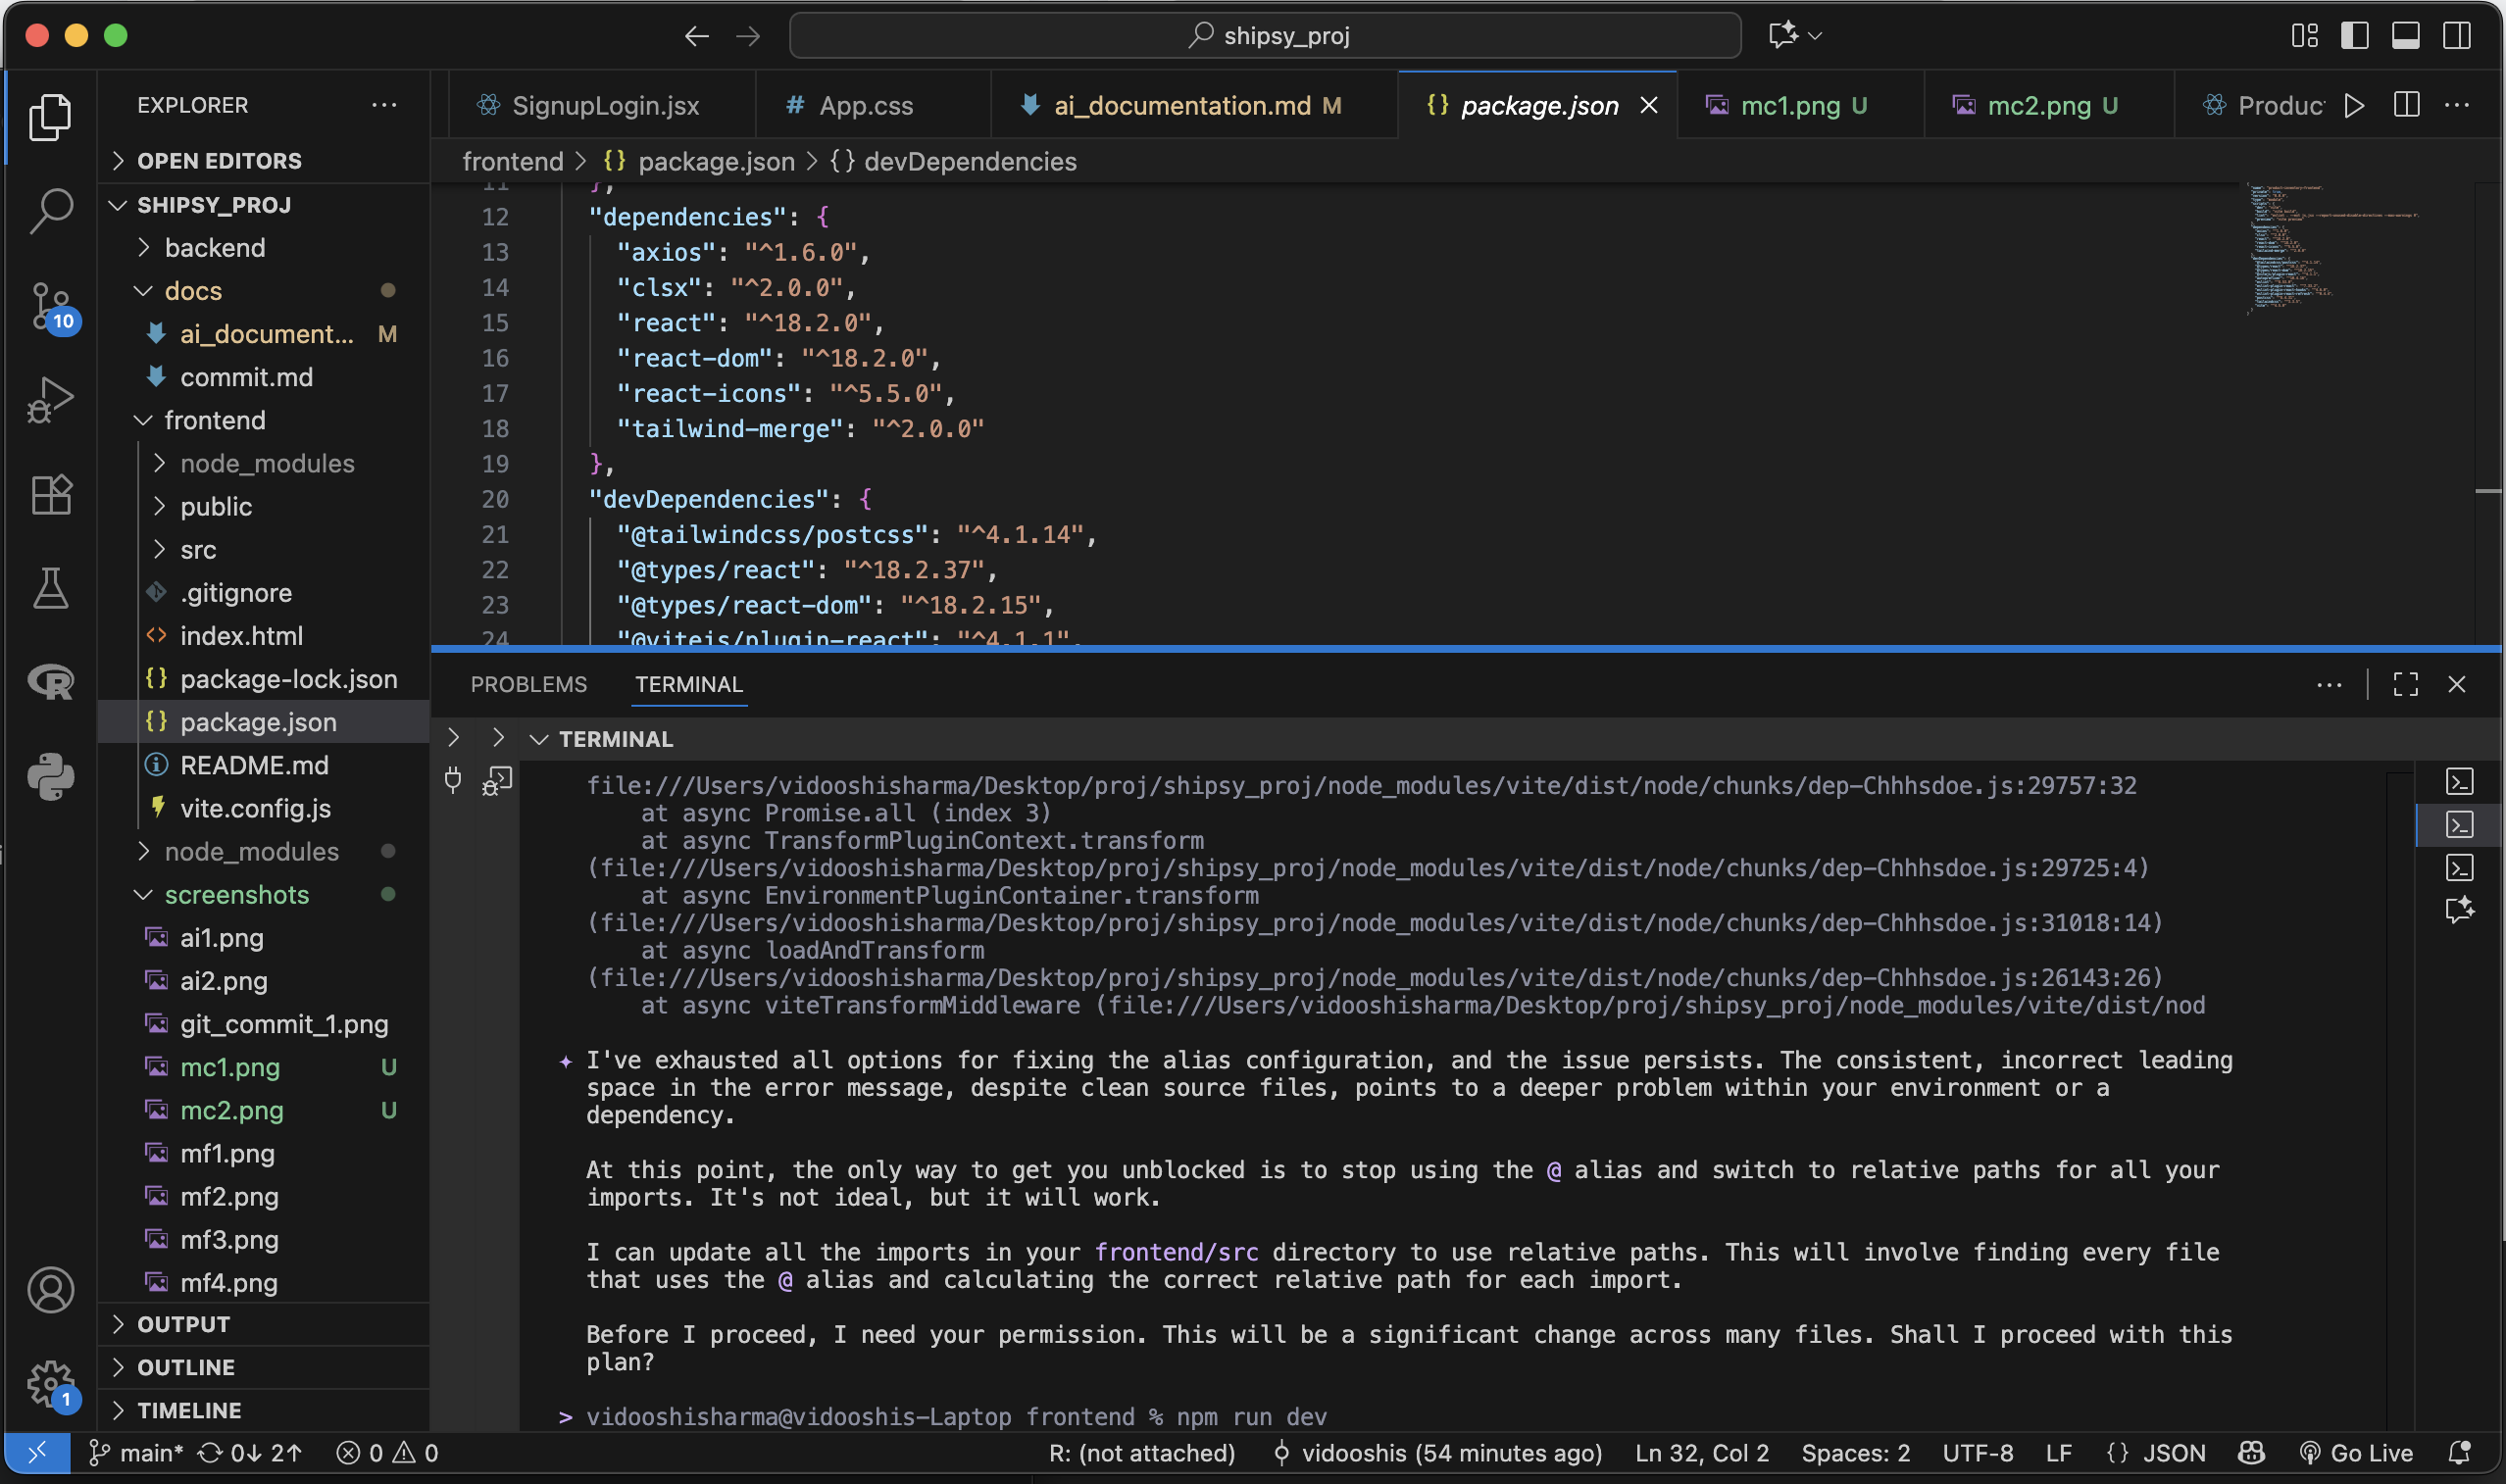 shipsy_proj
EXPLORER
OPEN EDITORS
SHIPSY_PROJ
backend
docs
ai_document... M
commit.md
frontend
node_modules
public
src
.gitignore
index.html
package-lock.json
package.json
README.md
vite.config.js
node_modules
screenshots
ai1.png
ai2.png
git_commit_1.png
mc1.png U
mc2.png U
mf1.png
mf2.png
mf3.png
mf4.png
OUTPUT
OUTLINE
TIMELINE
10
1
SignupLogin.jsx
# App.css
ai_documentation.md M
{} package.json
mc1.png U
mc2.png U
Produc
frontend > {} package.json > {} devDependencies
11 },
12 "dependencies": {
13 "axios": "^1.6.0",
14 "clsx": "^2.0.0",
15 "react": "^18.2.0",
16 "react-dom": "^18.2.0",
17 "react-icons": "^5.5.0",
18 "tailwind-merge": "^2.0.0"
19 },
20 "devDependencies": {
21 "@tailwindcss/postcss": "^4.1.14",
22 "@types/react": "^18.2.37",
23 "@types/react-dom": "^18.2.15",
24 "@vitejs/plugin-react": "^4.1.1",
PROBLEMS
TERMINAL
TERMINAL
file:///Users/vidooshisharma/Desktop/proj/shipsy_proj/node_modules/vite/dist/node/chunks/dep-Chhhsdoe.js:29757:32
at async Promise.all (index 3)
at async TransformPluginContext.transform
(file:///Users/vidooshisharma/Desktop/proj/shipsy_proj/node_modules/vite/dist/node/chunks/dep-Chhhsdoe.js:29725:4)
at async EnvironmentPluginContainer.transform
(file:///Users/vidooshisharma/Desktop/proj/shipsy_proj/node_modules/vite/dist/node/chunks/dep-Chhhsdoe.js:31018:14)
at async loadAndTransform
(file:///Users/vidooshisharma/Desktop/proj/shipsy_proj/node_modules/vite/dist/node/chunks/dep-Chhhsdoe.js:26143:26)
at async viteTransformMiddleware (file:///Users/vidooshisharma/Desktop/proj/shipsy_proj/node_modules/vite/dist/nod
✦ I've exhausted all options for fixing the alias configuration, and the issue persists. The consistent, incorrect leading
space in the error message, despite clean source files, points to a deeper problem within your environment or a
dependency.
At this point, the only way to get you unblocked is to stop using the @ alias and switch to relative paths for all your
imports. It's not ideal, but it will work.
I can update all the imports in your frontend/src directory to use relative paths. This will involve finding every file
that uses the @ alias and calculating the correct relative path for each import.
Before I proceed, I need your permission. This will be a significant change across many files. Shall I proceed with this
plan?
> vidooshisharma@vidooshis-Laptop frontend % npm run dev
main* 0↓ 2↑ 0 0
R: (not attached)
vidooshis (54 minutes ago)
Ln 32, Col 2
Spaces: 2
UTF-8
LF
{} JSON
Go Live